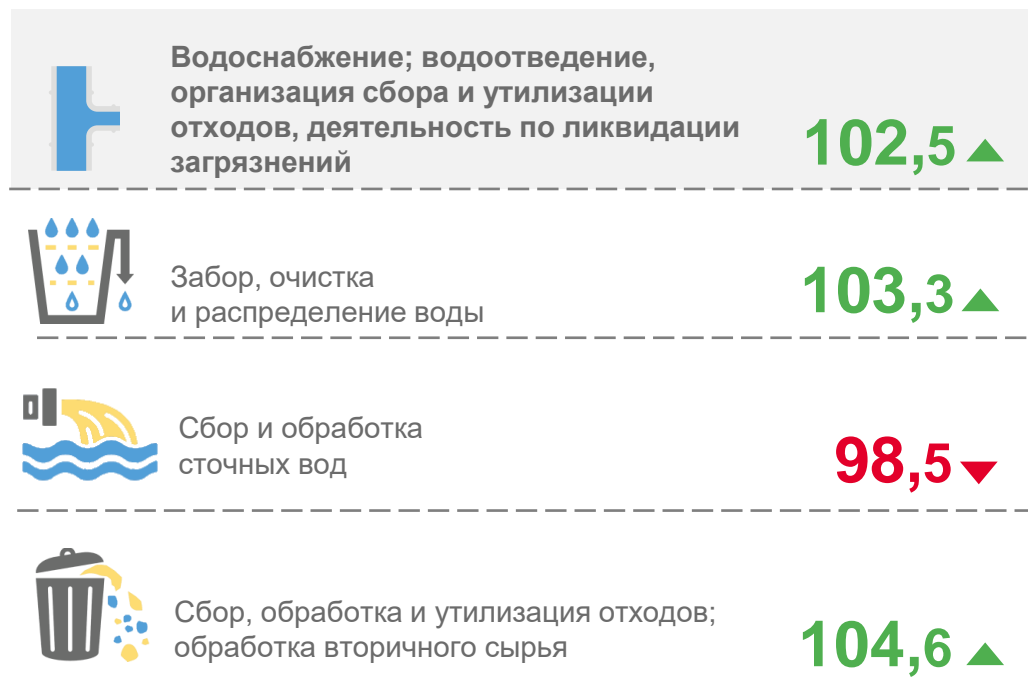 Водоснабжение; водоотведение,
организация сбора и утилизации
отходов, деятельность по ликвидации
загрязнений
102,5
Забор, очистка
и распределение воды
103,3
Сбор и обработка
сточных вод
98,5
Сбор, обработка и утилизация отходов;
обработка вторичного сырья
104,6